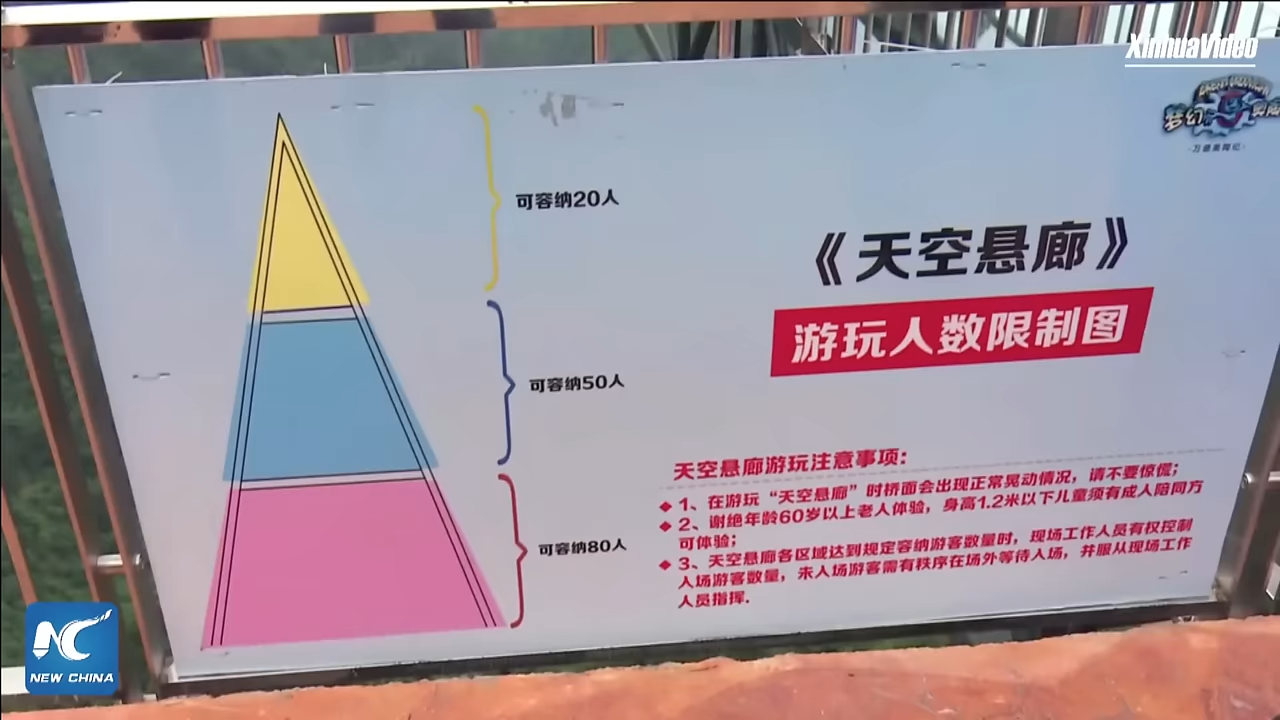 XinhuaVideo
梦幻
可容纳20人
可容纳50人
可容纳80人
《天空悬廊》
游玩人数限制图
天空悬廊游玩注意事项:
◆ 1、在游玩“天空悬廊”时桥面会出现正常晃动情况，请不要惊慌；
◆ 2、谢绝年龄60岁以上老人体验，身高1.2米以下儿童须有成人陪同方
可体验；
◆ 3、天空悬廊各区域达到规定容纳游客数量时，现场工作人员有权控制
入场游客数量，未入场游客需有秩序在场外等待入场，并服从现场工作
人员指挥.
NC
NEW CHINA